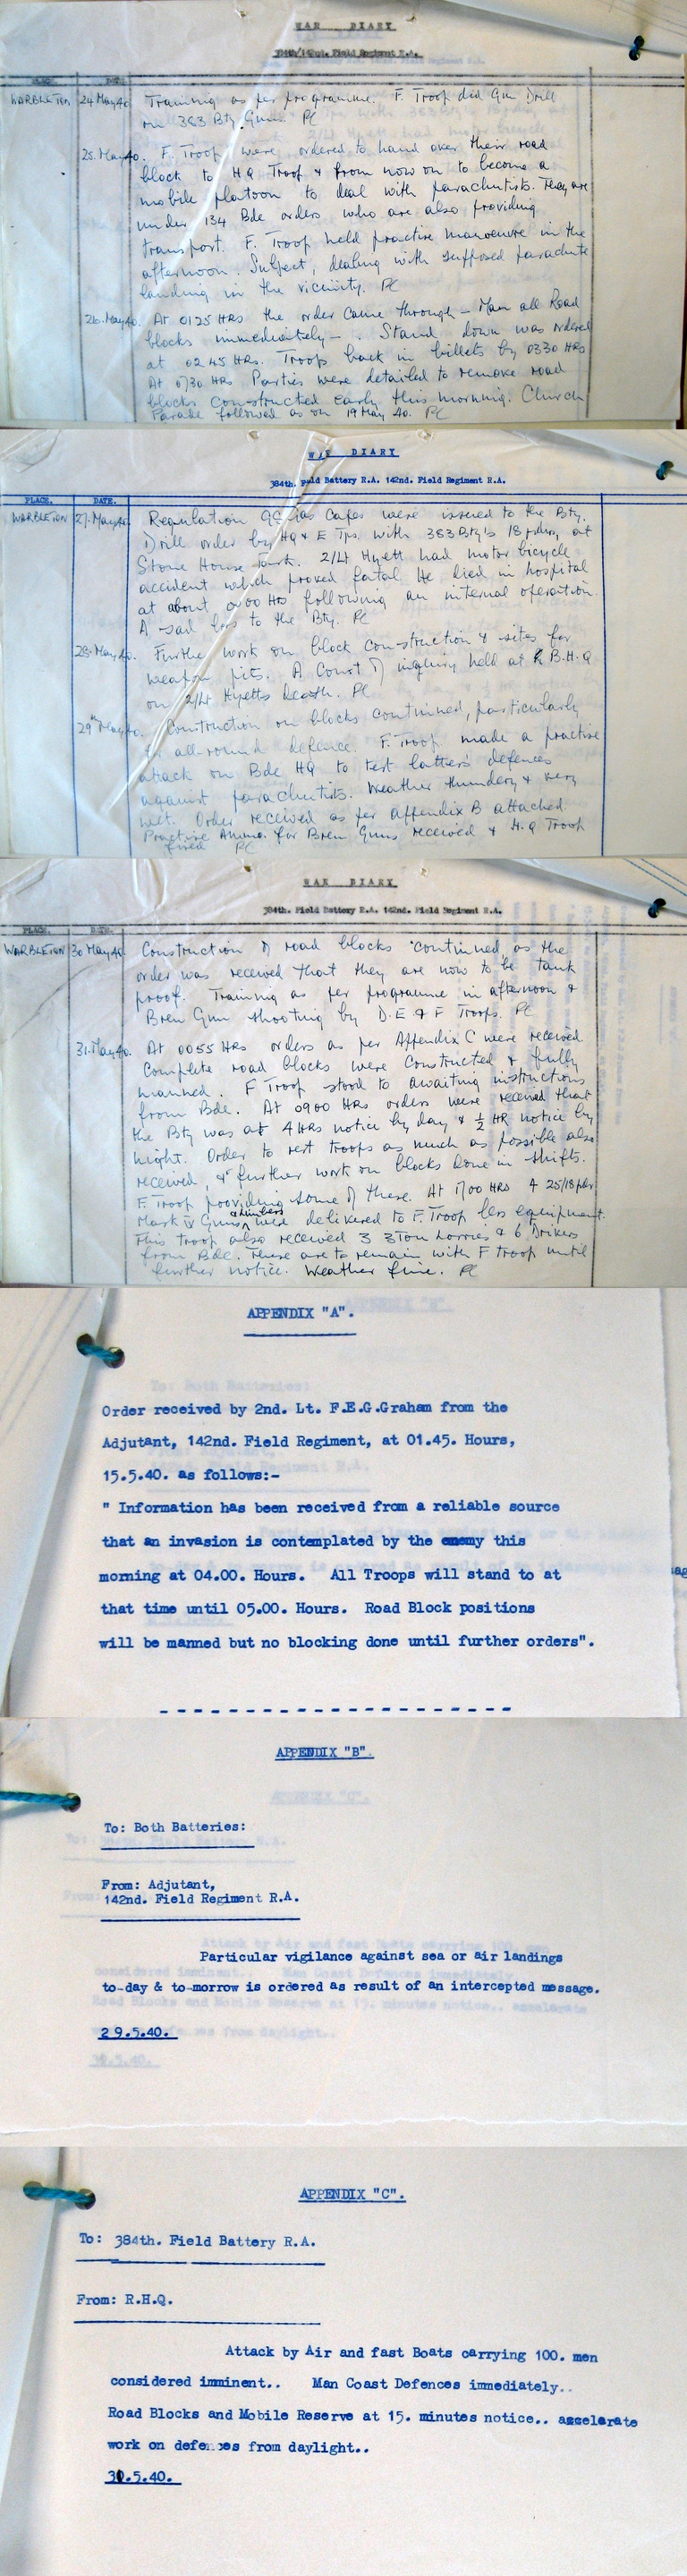 WAR DIARY
384th/142nd. Field Regiment R.A.
PLACE. DATE.
WARBLETON 24 May 40. Training as per programme. F. Troop did Gun Drill
on 383 Bty. Guns. PC
25. May 40. F. Troop were ordered to hand over their road
block to HQ Troop & from now on to become a
mobile platoon to deal with parachutists. They are
under 134 Bde orders who are also providing
transport. F. Troop held practise manoeuvre in the
afternoon. Subject, dealing with supposed parachute
landing in the vicinity. PC
26. May 40. At 0125 HRS the order came through – Man all Road
blocks immediately – . Stand down was ordered
at 0245 HRS. Troops back in billets by 0330 HRS
At 0730 HRS Parties were detailed to remove road
blocks constructed early this morning. Church
Parade followed as on 19 May 40. PC
WAR DIARY
384th. Field Battery R.A. 142nd. Field Regiment R.A.
PLACE. DATE.
WARBLETON 27. May 40. Regulation Gas Capes were issued to the Bty.
Drill order by HQ & E Tps. with 383 Bty's 18 pdrs, at
Stone House Park. 2/Lt Hyett had motor bicycle
accident which proved fatal. He died in hospital
at about HRS following an internal operation.
A sad loss to the Bty. PC
28. May 40. Further work on block construction & sites for
weapon pits. A Court of inquiry held at R.B.H.Q
on 2/Lt Hyetts death. PC
29th May 40. Construction on blocks continued, particularly
for all-round defence. F. Troop made a practise
attack on Bde HQ to test latter's defences
against parachutists. Weather thundery & very
wet. Order received as per appendix B attached.
Practise Ammo. for Bren Guns received & H.Q Troop
fired PC
WAR DIARY
384th. Field Battery R.A. 142nd. Field Regiment R.A.
PLACE. DATE.
WARBLETON 30 May 40. Construction of road blocks continued as the
order was received that they are now to be tank
proof. Training as per programme in afternoon &
Bren Gun shooting by D. E & F Troops. PC
31. May 40. At 0055 HRS orders as per Appendix C were received.
Complete road blocks were constructed & fully
manned. F Troop stood to awaiting instructions
from Bde. At 0900 HRS orders were received that
the Bty was at 4 HRS notice by day & ½ HR notice by
night. Order to rest troops as much as possible also
received, & further work on blocks done in shifts.
F. Troop providing some of these. At 1700 HRS 4 25/18 pdr
Mark IV Guns & limbers were delivered to F. Troop less equipment.
This troop also received 3 3 Ton Lorries & 6 Drivers
from Bde. These are to remain with F troop until
further notice. Weather fine. PC
APPENDIX "A".
Order received by 2nd. Lt. F.E.G.Graham from the
Adjutant, 142nd. Field Regiment, at 01.45. Hours,
15.5.40. as follows:-
" Information has been received from a reliable source
that an invasion is contemplated by the enemy this
morning at 04.00. Hours. All Troops will stand to at
that time until 05.00. Hours. Road Block positions
will be manned but no blocking done until further orders".
APPENDIX "B".
To: Both Batteries:
From: Adjutant,
142nd. Field Regiment R.A.
Particular vigilance against sea or air landings
to-day & to-morrow is ordered as result of an intercepted message.
29.5.40.
APPENDIX "C".
To: 384th. Field Battery R.A.
From: R.H.Q.
Attack by Air and fast Boats carrying 100. men
considered imminent.. Man Coast Defences immediately..
Road Blocks and Mobile Reserve at 15. minutes notice.. accelerate
work on defences from daylight..
.5.40.